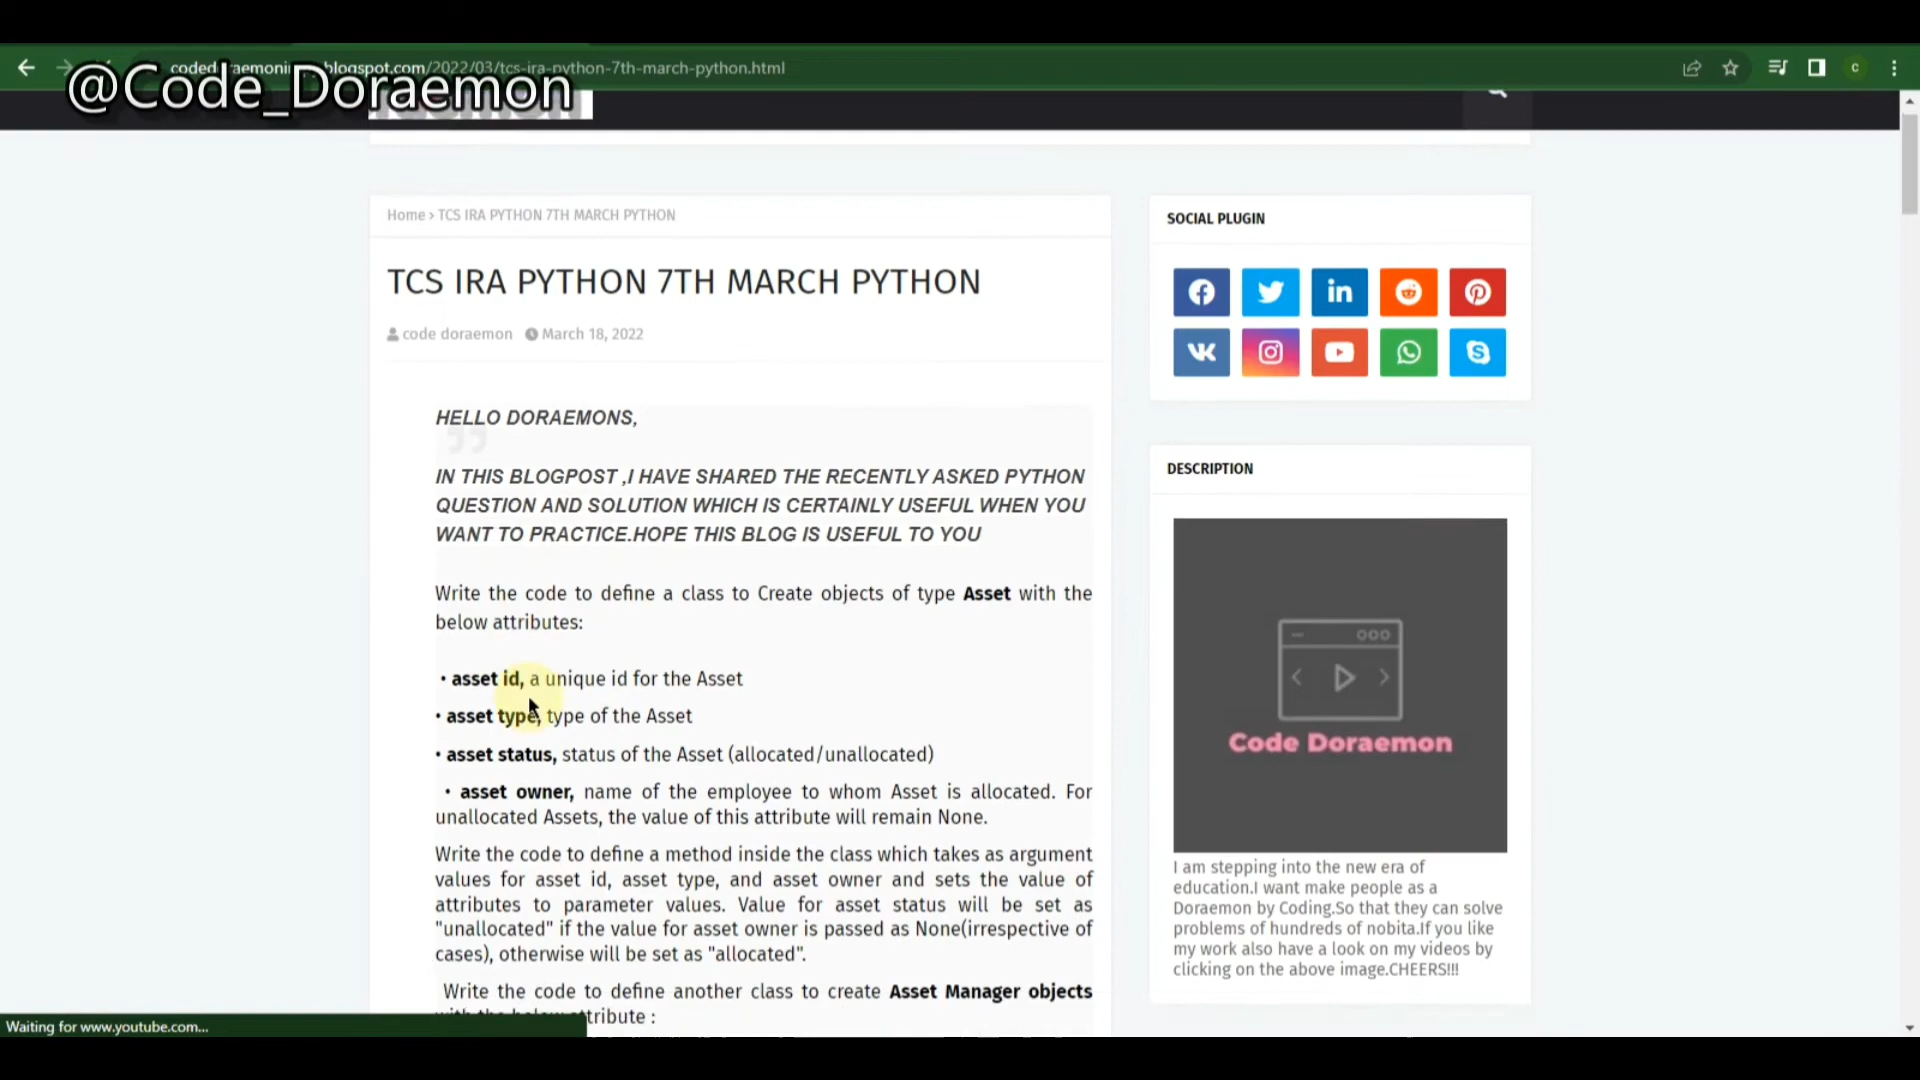 blogspot.com/2022/03/tcs-ira-python-7th-march-python.html
@Code_Doraemon
Home › TCS IRA PYTHON 7TH MARCH PYTHON
TCS IRA PYTHON 7TH MARCH PYTHON
code doraemon March 18, 2022
HELLO DORAEMONS,
IN THIS BLOGPOST ,I HAVE SHARED THE RECENTLY ASKED PYTHON
QUESTION AND SOLUTION WHICH IS CERTAINLY USEFUL WHEN YOU
WANT TO PRACTICE.HOPE THIS BLOG IS USEFUL TO YOU
Write the code to define a class to Create objects of type Asset with the
below attributes:
• asset id, a unique id for the Asset
• asset type, type of the Asset
• asset status, status of the Asset (allocated/unallocated)
• asset owner, name of the employee to whom Asset is allocated. For
unallocated Assets, the value of this attribute will remain None.
Write the code to define a method inside the class which takes as argument
values for asset id, asset type, and asset owner and sets the value of
attributes to parameter values. Value for asset status will be set as
"unallocated" if the value for asset owner is passed as None(irrespective of
cases), otherwise will be set as "allocated".
Write the code to define another class to create Asset Manager objects
tribute :
SOCIAL PLUGIN
DESCRIPTION
Code Doraemon
I am stepping into the new era of
education.I want make people as a
Doraemon by Coding.So that they can solve
problems of hundreds of nobita.If you like
my work also have a look on my videos by
clicking on the above image.CHEERS!!!
Waiting for www.youtube.com...